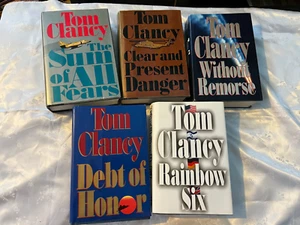 Tom
Clancy
The
Sum
of All
Fears
Tom
Clancy
Clear and
Present
Danger
Tom
Clancy
Without
Remorse
Tom
Clancy
Debt of
Honor
Tom
Clancy
Rainbow
Six